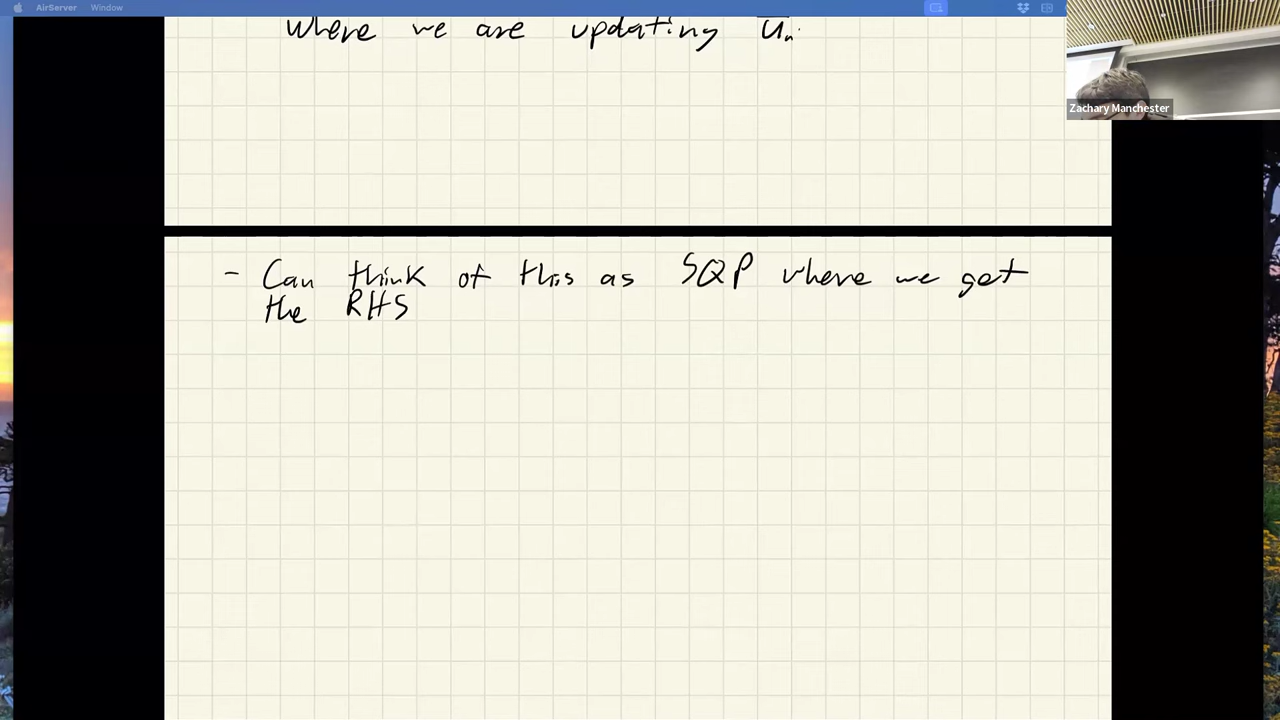 AirServer Window
where we are updating ūₙ.
Zachary Manchester
- Can think of this as SQP where we get
the RHS